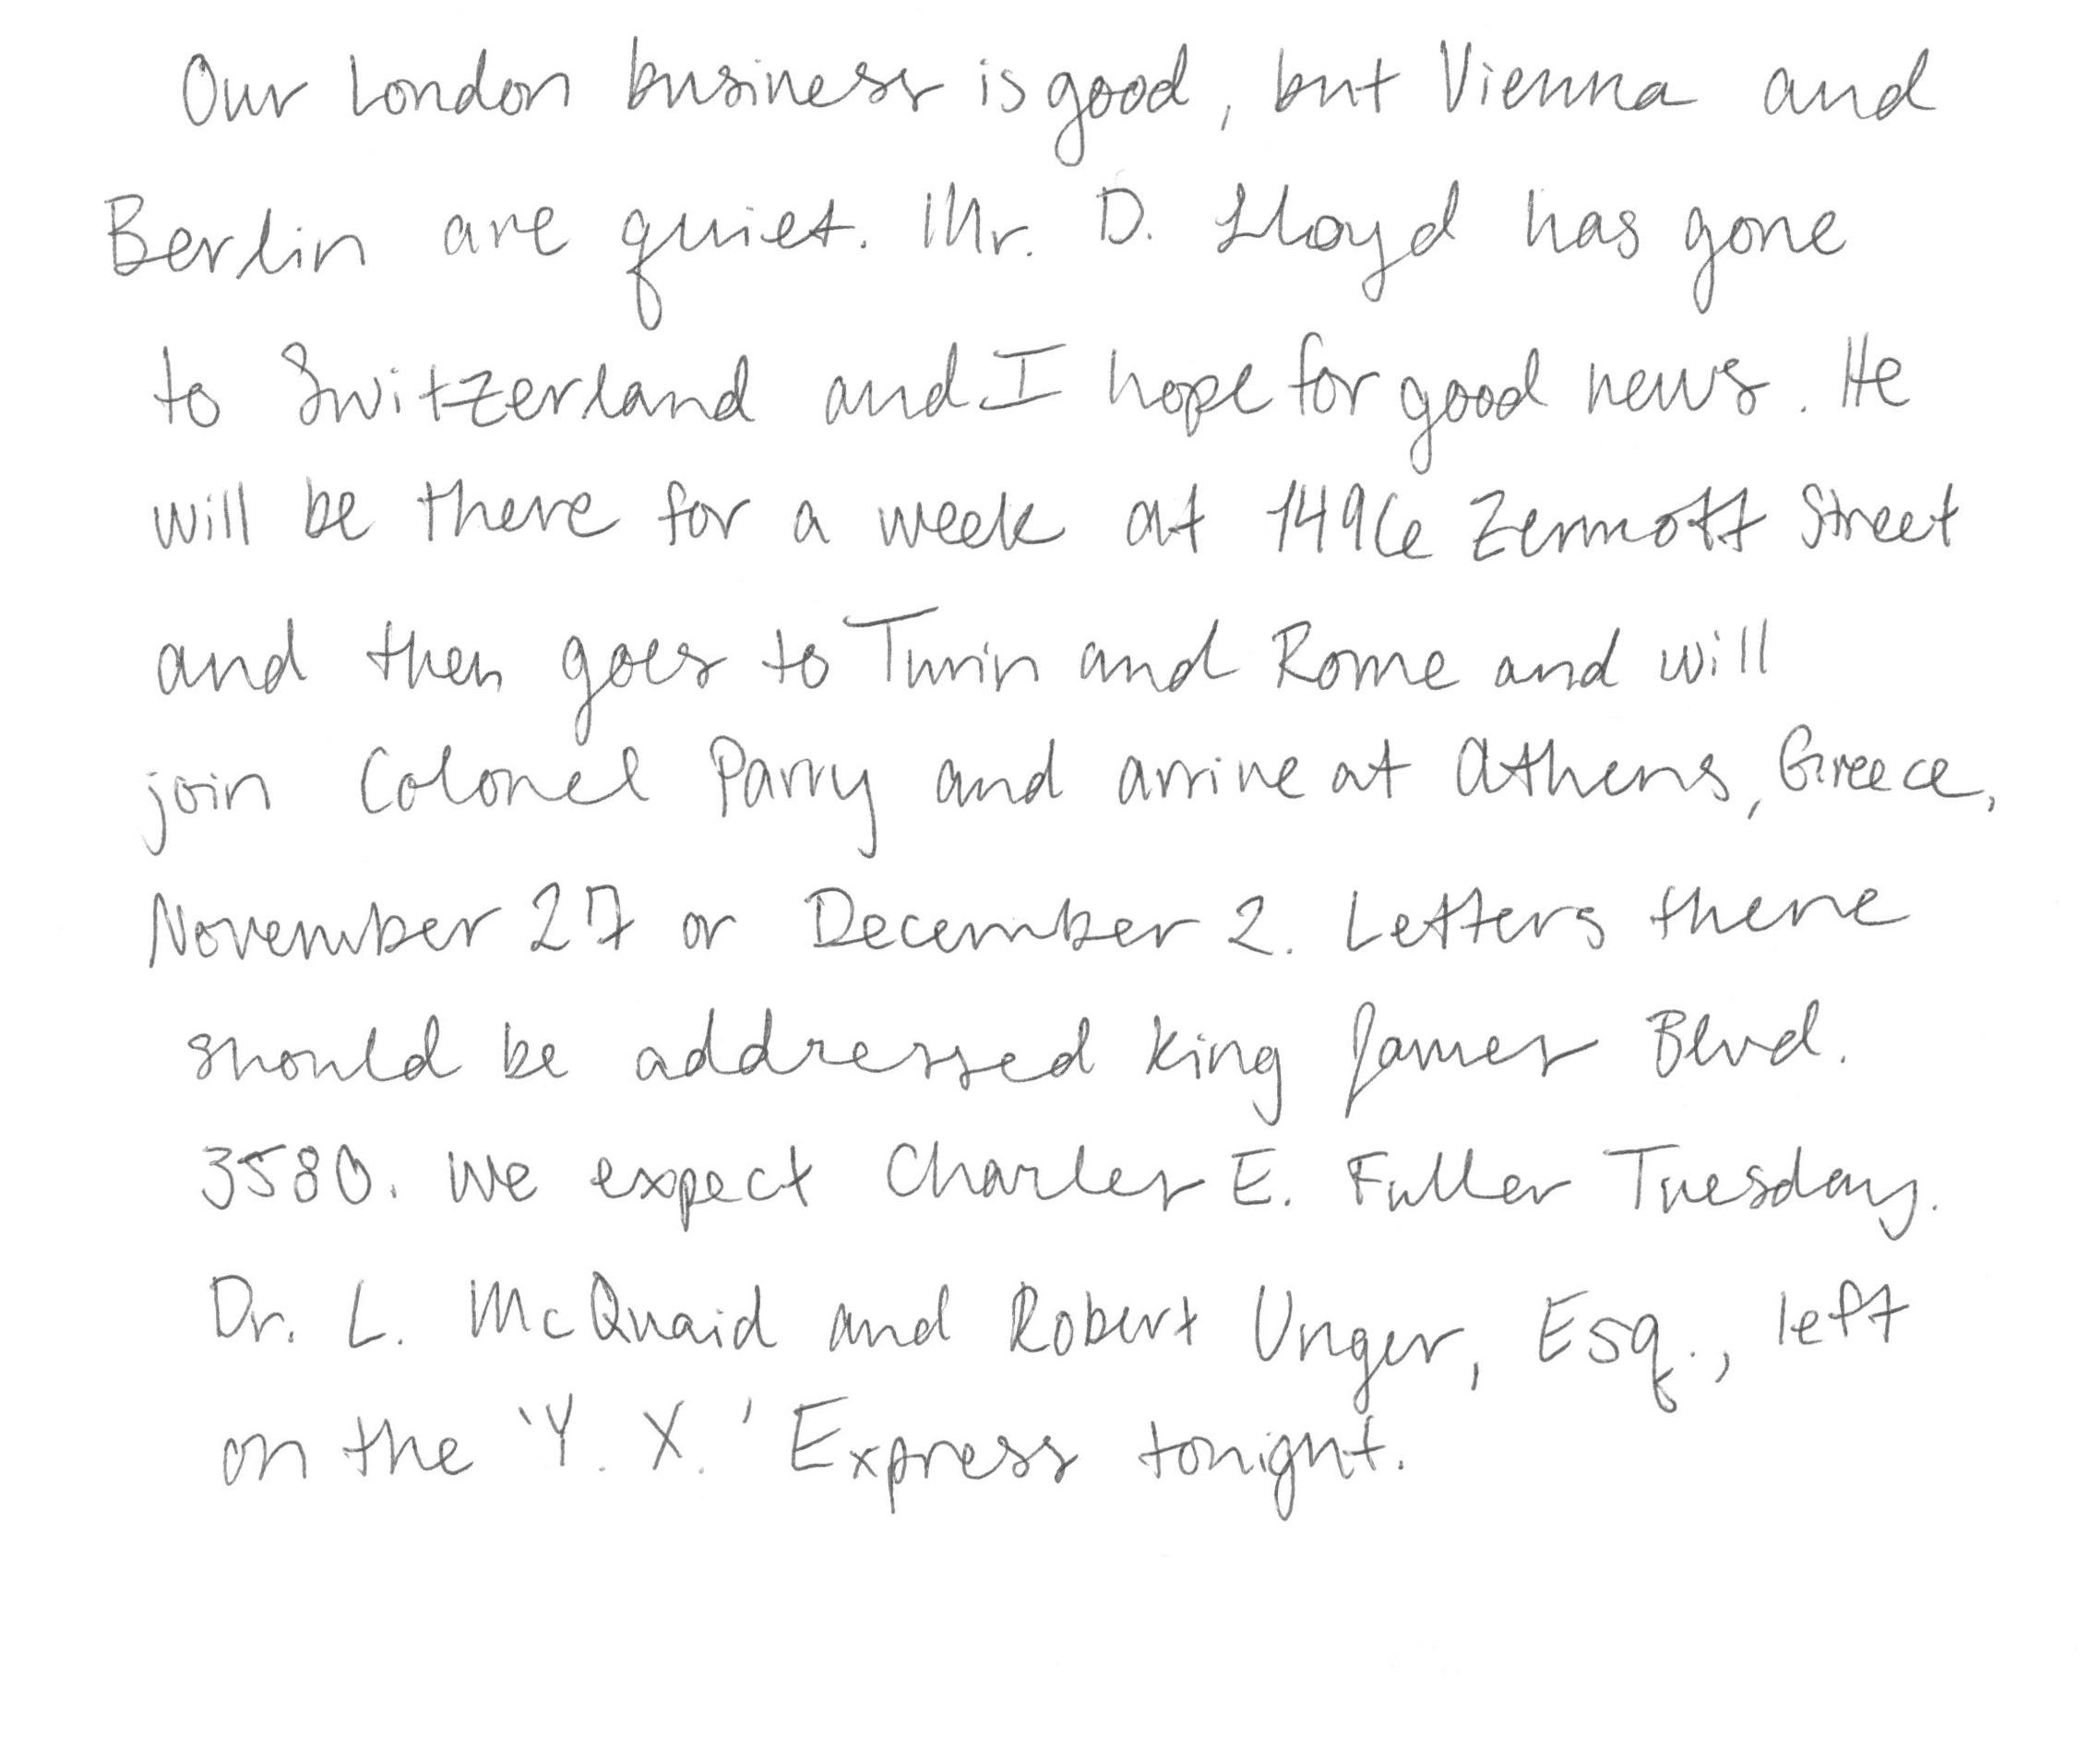 Our London business is good, but Vienna and
Berlin are quiet. Mr. D. Lloyd has gone
to Switzerland and I hope for good news. He
will be there for a week at 1496 Zermott Street
and then goes to Turin and Rome and will
join Colonel Parry and arrive at Athens, Greece,
November 27 or December 2. Letters there
should be addressed King James Blvd.
3580. We expect Charles E. Fuller Tuesday.
Dr. L. McQuaid and Robert Unger, Esq., left
on the 'Y. X.' Express tonight.